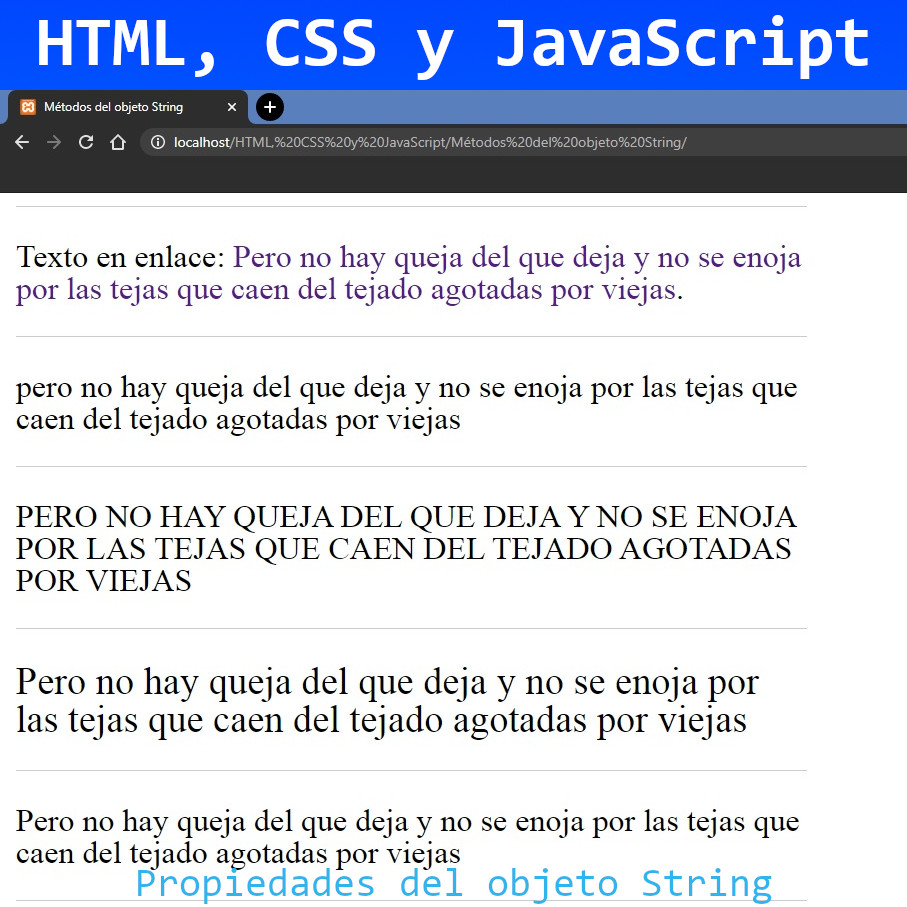 HTML, CSS y JavaScript
Métodos del objeto String
localhost/HTML,%20CSS%20y%20JavaScript/Métodos%20del%20objeto%20String/
Texto en enlace: Pero no hay queja del que deja y no se enoja
por las tejas que caen del tejado agotadas por viejas.
pero no hay queja del que deja y no se enoja por las tejas que
caen del tejado agotadas por viejas
PERO NO HAY QUEJA DEL QUE DEJA Y NO SE ENOJA
POR LAS TEJAS QUE CAEN DEL TEJADO AGOTADAS
POR VIEJAS
Pero no hay queja del que deja y no se enoja por
las tejas que caen del tejado agotadas por viejas
Pero no hay queja del que deja y no se enoja por las tejas que
caen del tejado agotadas por viejas
Propiedades del objeto String